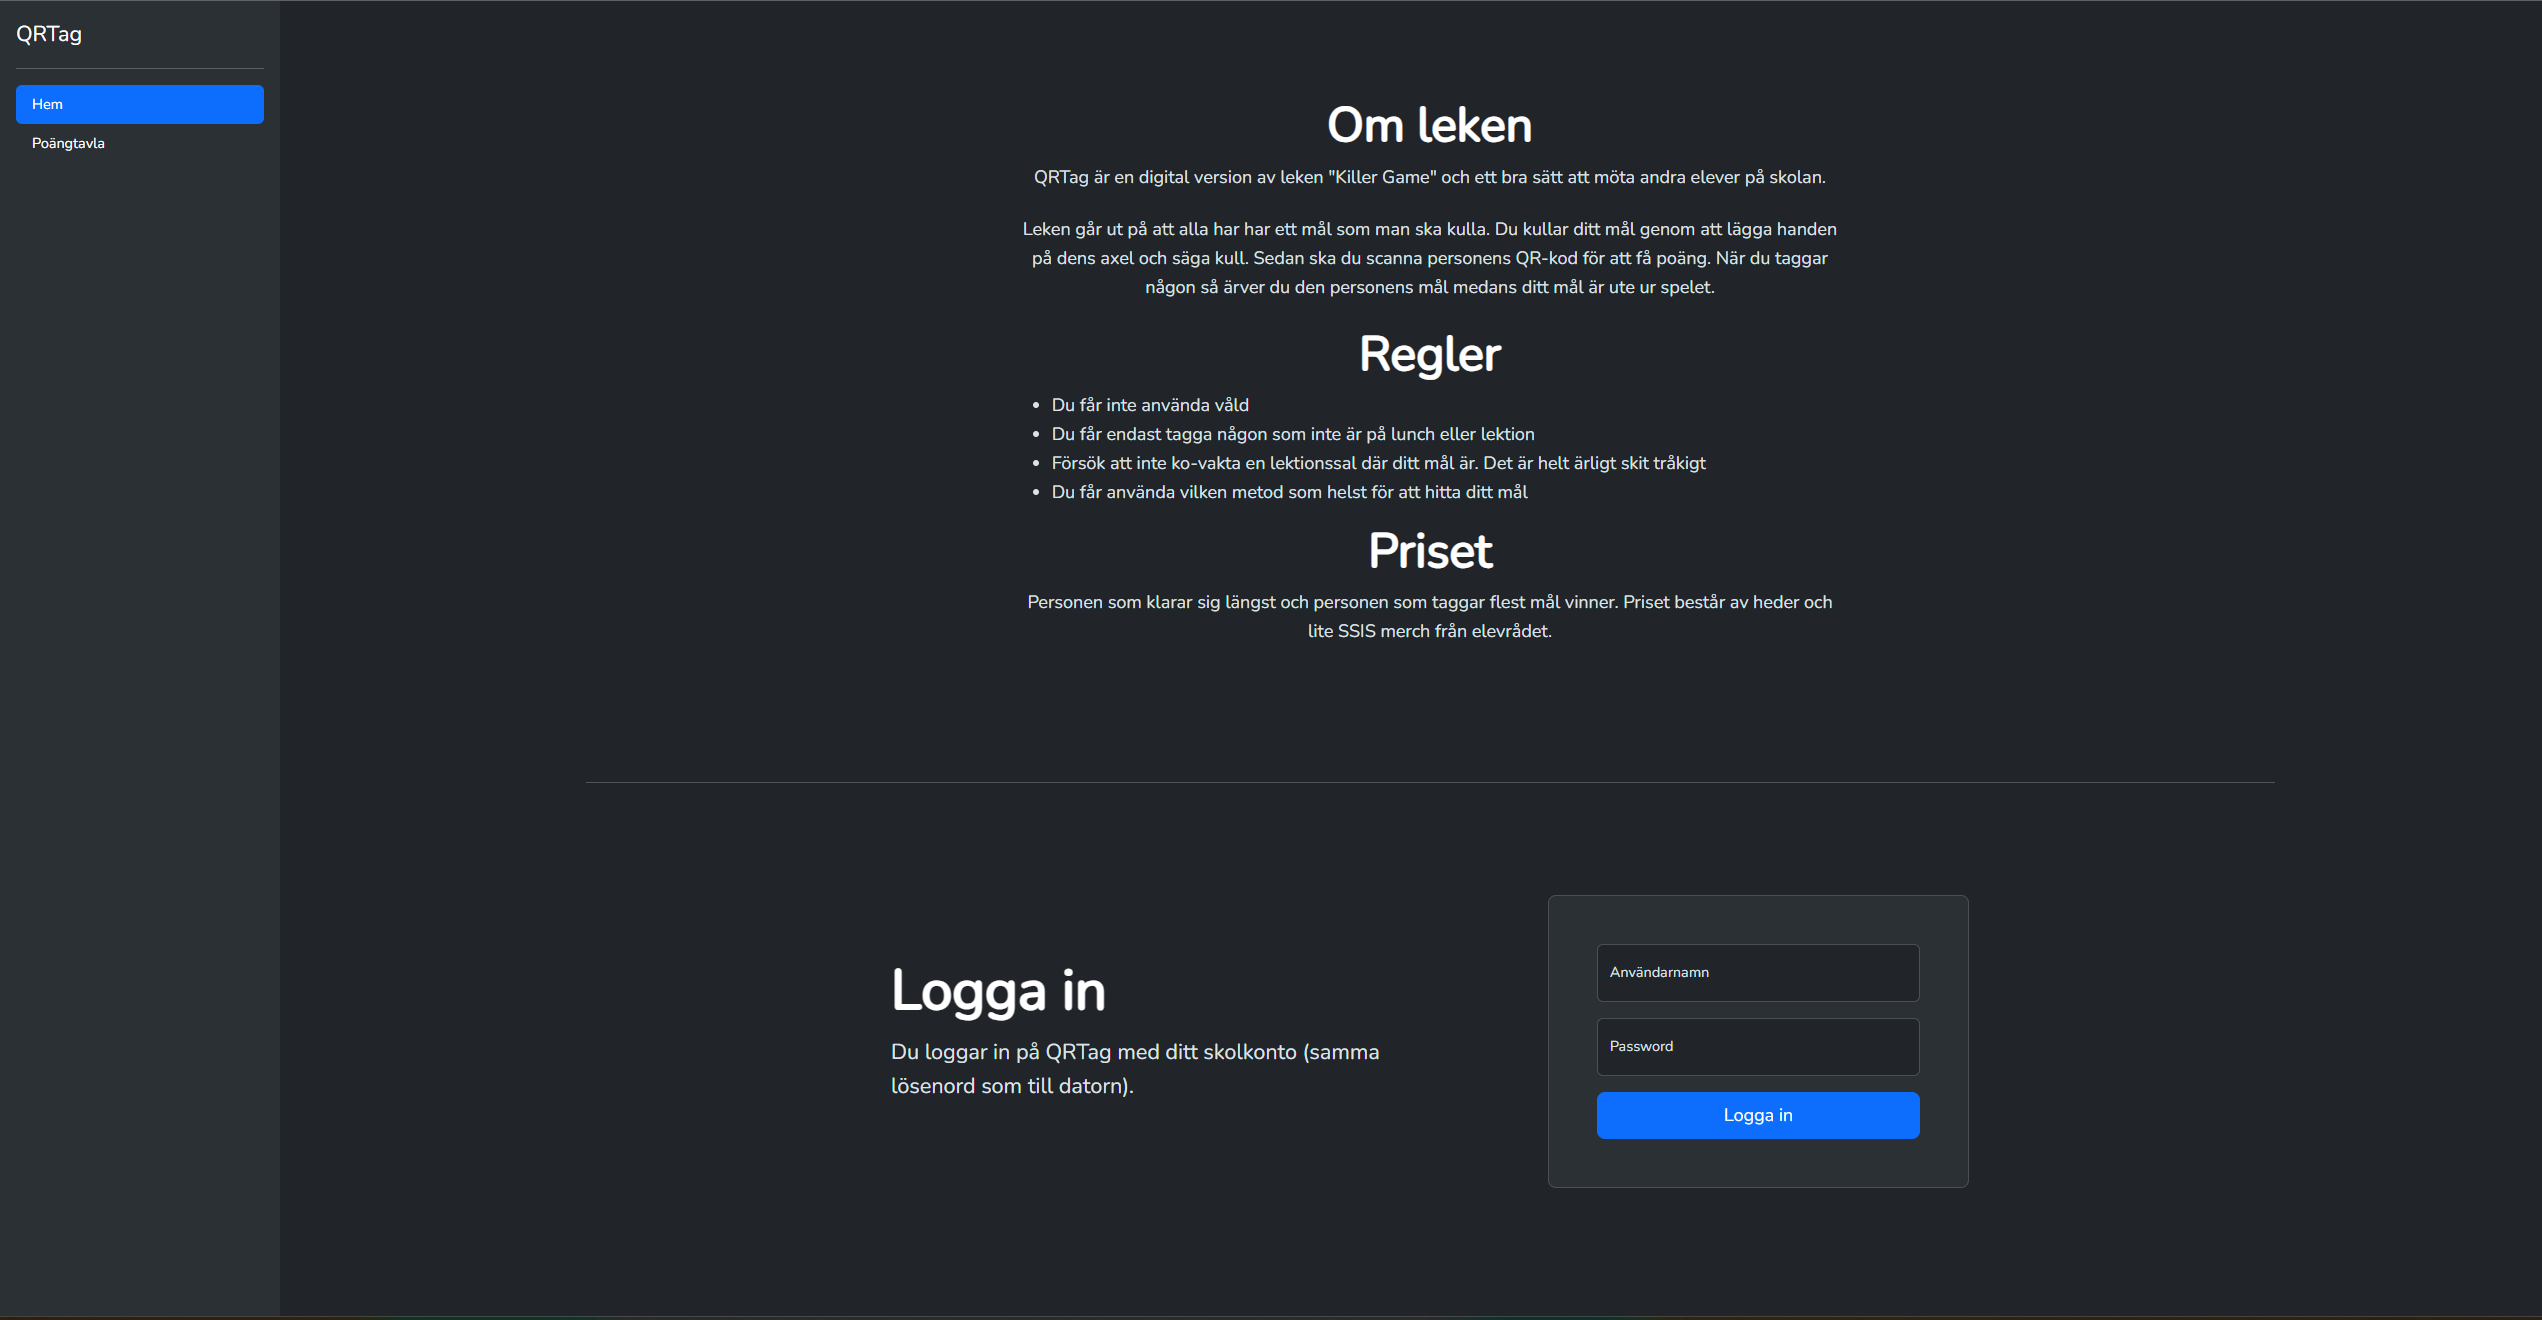 QRTag
Hem
Poängtavla
Om leken
QRTag är en digital version av leken "Killer Game" och ett bra sätt att möta andra elever på skolan.
Leken går ut på att alla har har ett mål som man ska kulla. Du kullar ditt mål genom att lägga handen
på dens axel och säga kull. Sedan ska du scanna personens QR-kod för att få poäng. När du taggar
någon så ärver du den personens mål medans ditt mål är ute ur spelet.
Regler
• Du får inte använda våld
• Du får endast tagga någon som inte är på lunch eller lektion
• Försök att inte ko-vakta en lektionssal där ditt mål är. Det är helt ärligt skit tråkigt
• Du får använda vilken metod som helst för att hitta ditt mål
Priset
Personen som klarar sig längst och personen som taggar flest mål vinner. Priset består av heder och
lite SSIS merch från elevrådet.
Logga in
Du loggar in på QRTag med ditt skolkonto (samma
lösenord som till datorn).
Användarnamn
Password
Logga in